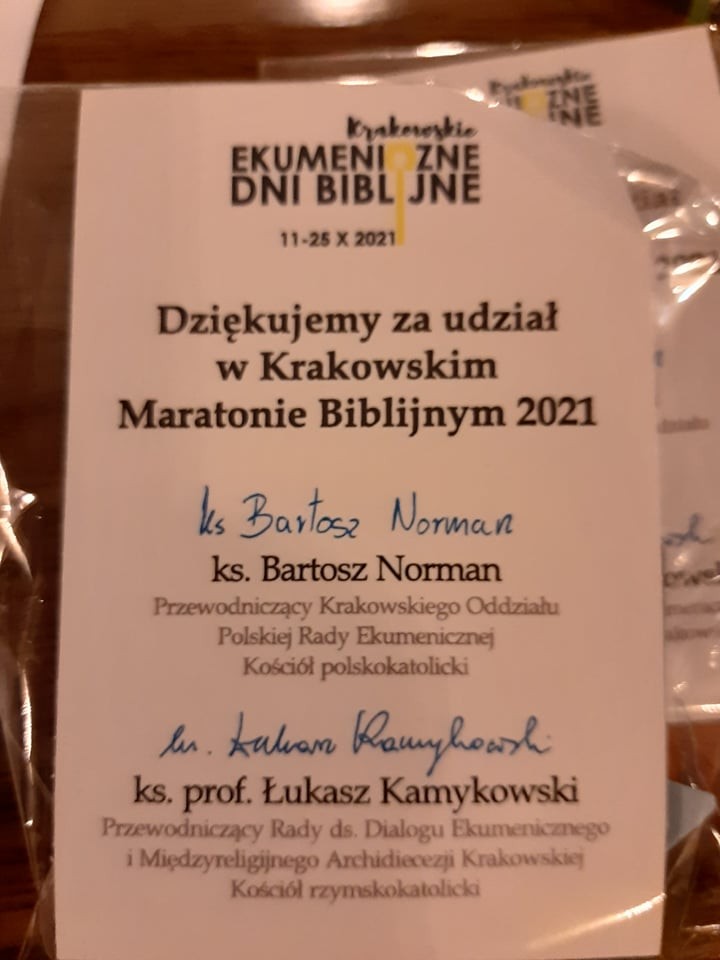 Krakowskie
EKUMENICZNE
DNI BIBLIJNE
11-25 X 2021
Dziękujemy za udział
w Krakowskim
Maratonie Biblijnym 2021
ks Bartosz Norman
ks. Bartosz Norman
Przewodniczący Krakowskiego Oddziału
Polskiej Rady Ekumenicznej
Kościół polskokatolicki
ks. Łukasz Kamykowski
ks. prof. Łukasz Kamykowski
Przewodniczący Rady ds. Dialogu Ekumenicznego
i Międzyreligijnego Archidiecezji Krakowskiej
Kościół rzymskokatolicki
Krakowskie